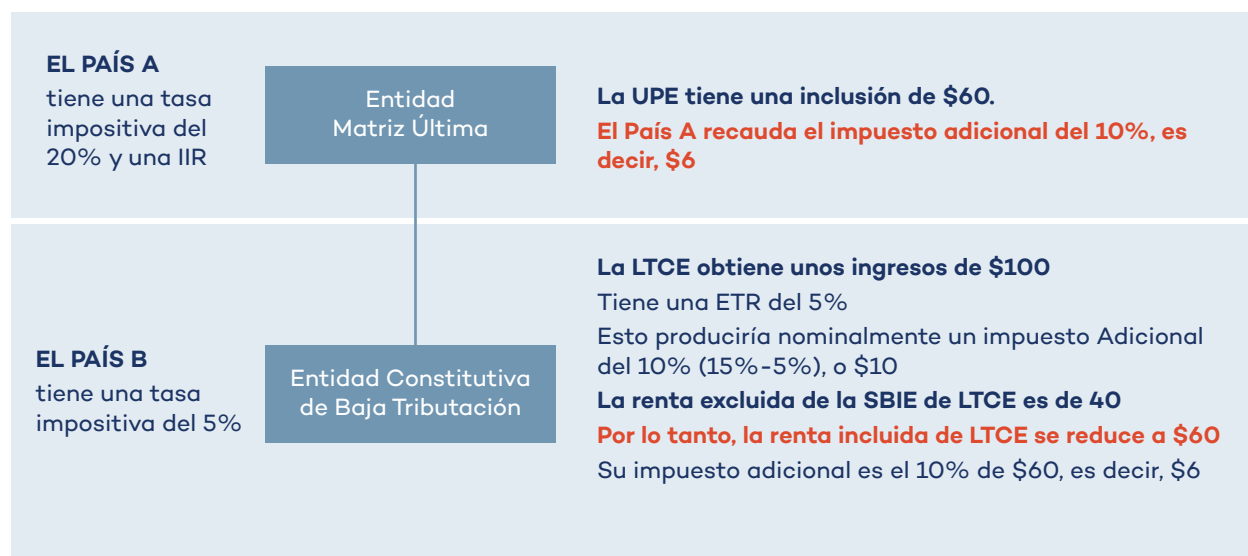 EL PAÍS A
tiene una tasa
impositiva del
20% y una IIR
Entidad
Matriz Última
La UPE tiene una inclusión de $60.
El País A recauda el impuesto adicional del 10%, es
decir, $6
EL PAÍS B
tiene una tasa
impositiva del 5%
Entidad Constitutiva
de Baja Tributación
La LTCE obtiene unos ingresos de $100
Tiene una ETR del 5%
Esto produciría nominalmente un impuesto Adicional
del 10% (15%-5%), o $10
La renta excluida de la SBIE de LTCE es de 40
Por lo tanto, la renta incluida de LTCE se reduce a $60
Su impuesto adicional es el 10% de $60, es decir, $6